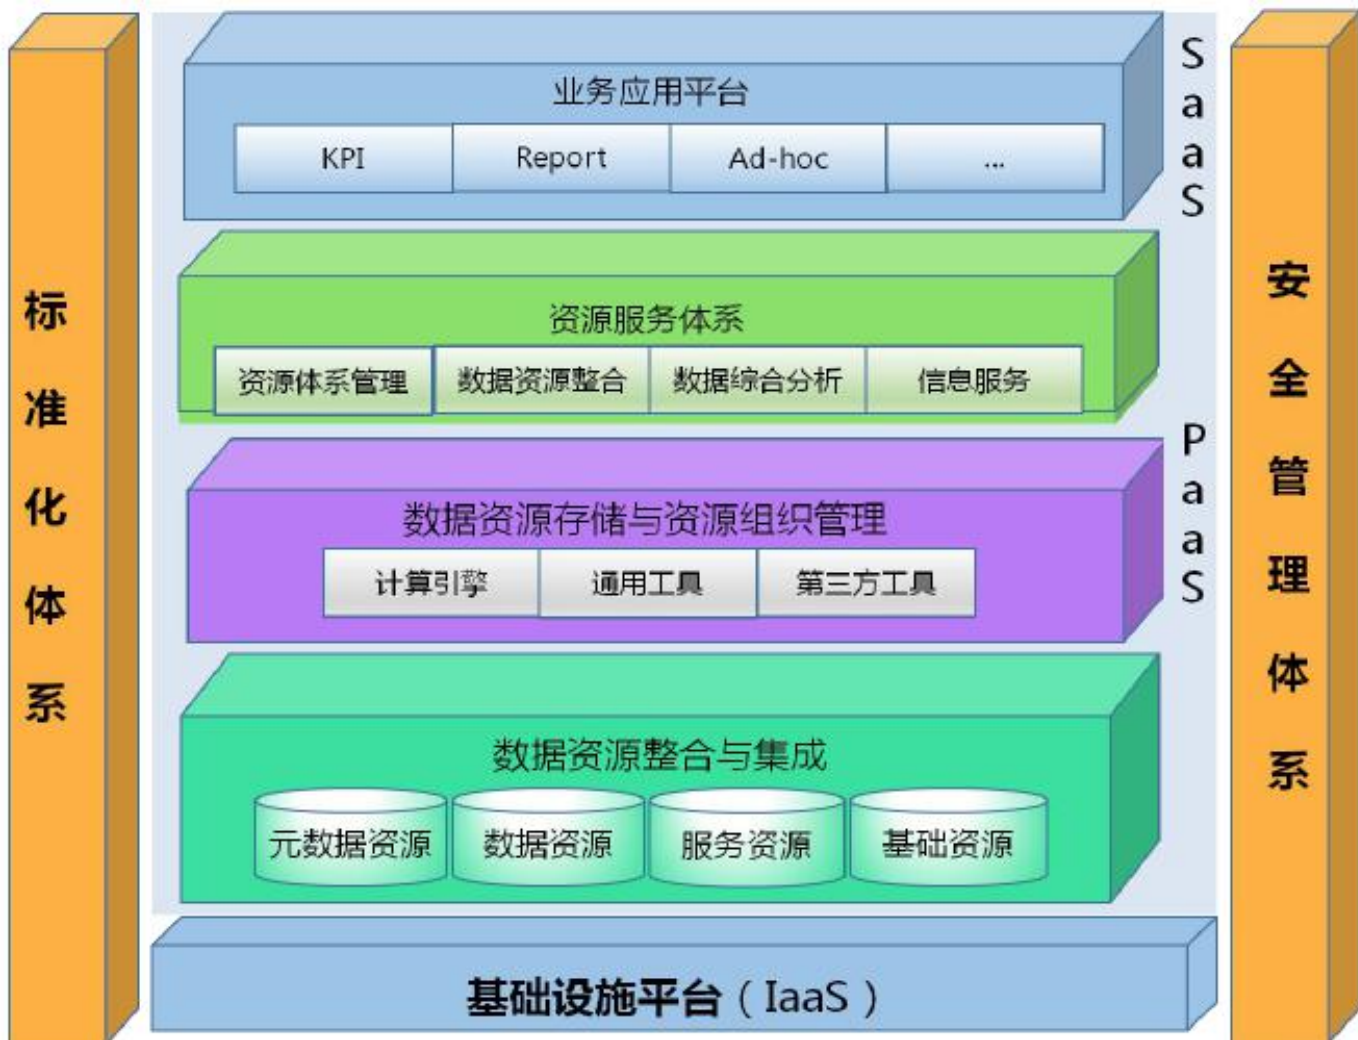 标准化体系
业务应用平台
KPI
Report
Ad-hoc
...
SaaS
资源服务体系
资源体系管理
数据资源整合
数据综合分析
信息服务
数据资源存储与资源组织管理
计算引擎
通用工具
第三方工具
PaaS
数据资源整合与集成
元数据资源
数据资源
服务资源
基础资源
基础设施平台（IaaS）
安全管理体系